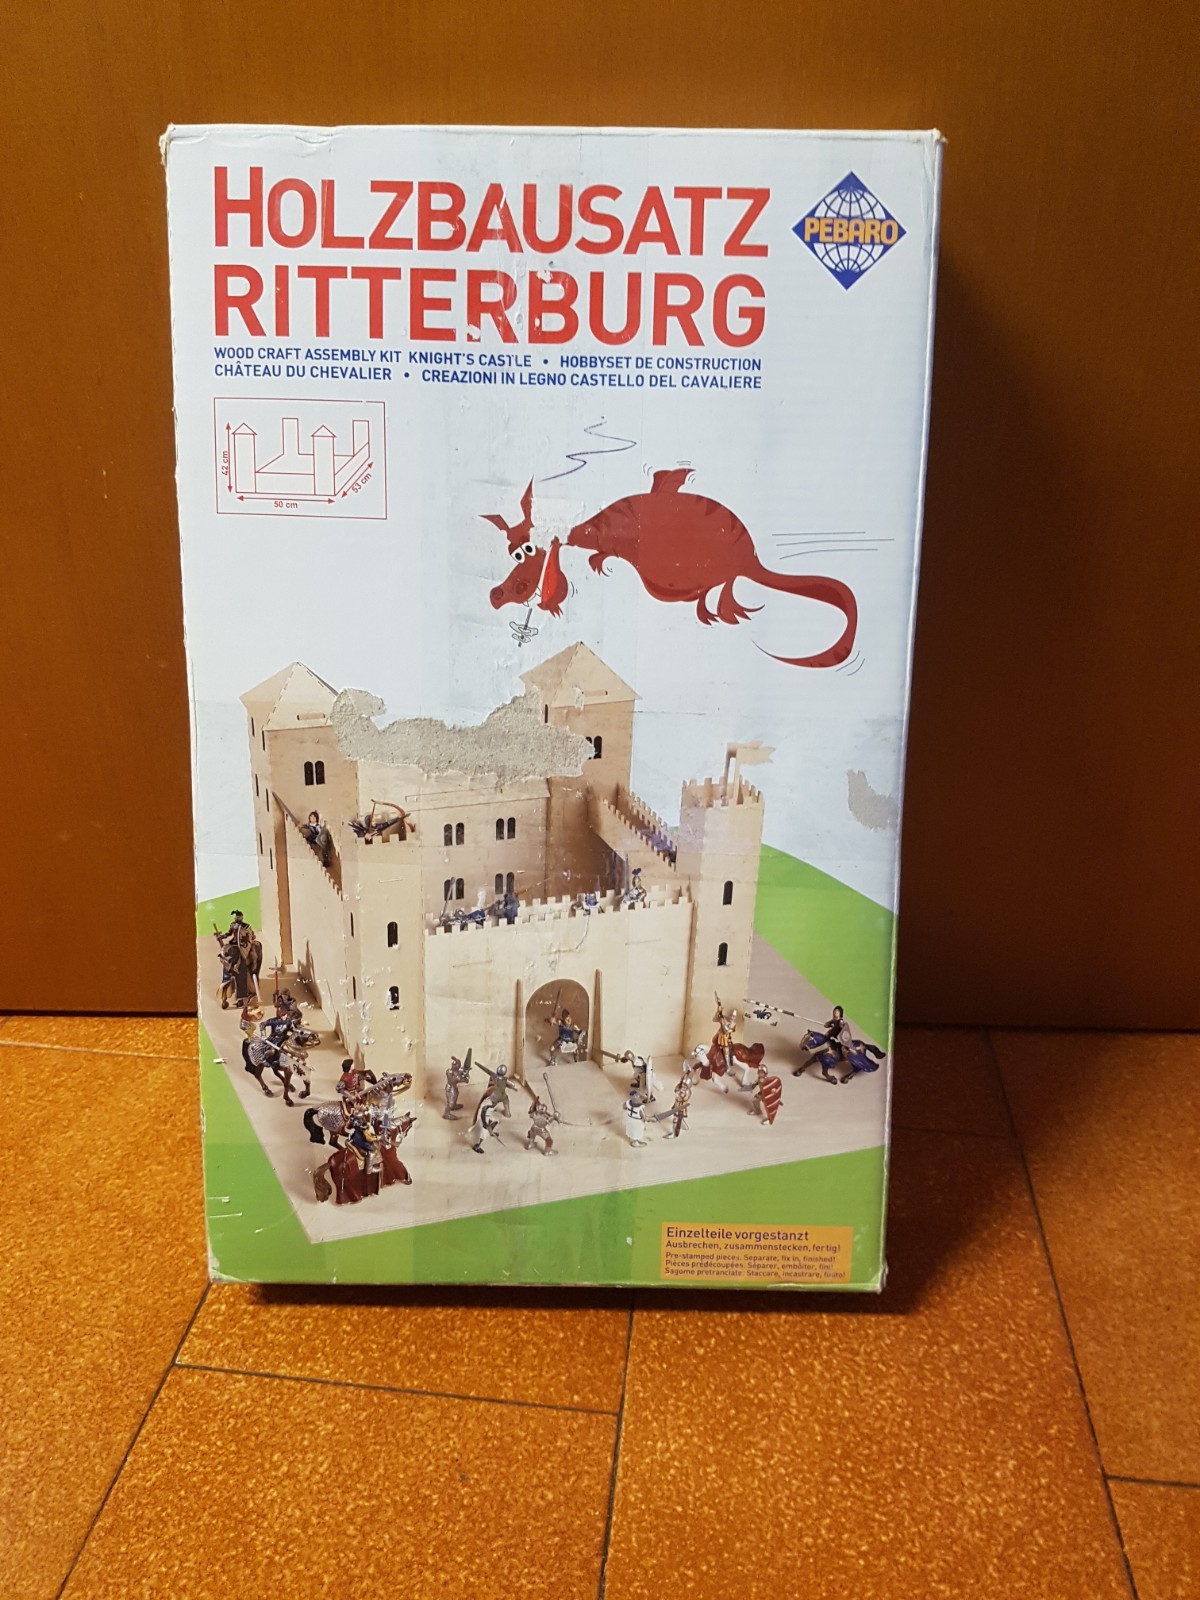 HOLZBAUSATZ
RITTERBURG
PEBARO
WOOD CRAFT ASSEMBLY KIT KNIGHT'S CASTLE • HOBBYSET DE CONSTRUCTION
CHÂTEAU DU CHEVALIER • CREAZIONI IN LEGNO CASTELLO DEL CAVALIERE
42 cm
50 cm
53 cm
Einzelteile vorgestanzt
Ausbrechen, zusammenstecken, fertig!
Pre-stamped pieces. Separate, fix in, finished!
Pièces prédécoupées. Séparer, emboîter, fini!
Sagome pretranciate. Staccare, incastrare, finito!